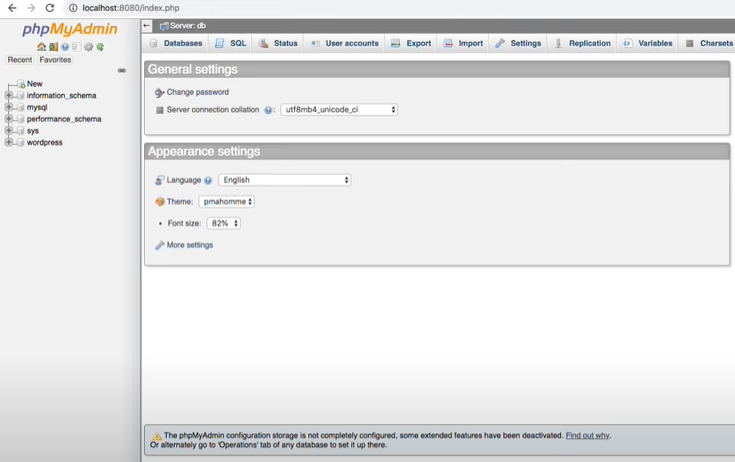 localhost:8080/index.php
phpMyAdmin
Recent Favorites
New
information_schema
mysql
performance_schema
sys
wordpress
Server: db
Databases SQL Status User accounts Export Import Settings Replication Variables Charsets
General settings
Change password
Server connection collation : utf8mb4_unicode_ci
Appearance settings
Language English
Theme: pmahomme
• Font size: 82%
More settings
The phpMyAdmin configuration storage is not completely configured, some extended features have been deactivated. Find out why.
Or alternately go to 'Operations' tab of any database to set it up there.